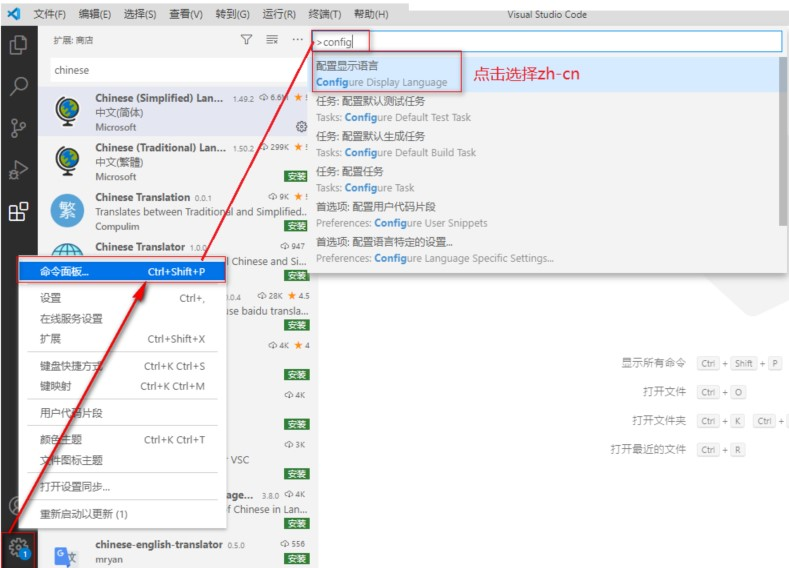 文件(F) 编辑(E) 选择(S) 查看(V) 转到(G) 运行(R) 终端(T) 帮助(H) Visual Studio Code
扩展: 商店
chinese
Chinese (Simplified) Lan... 1.49.2 6.6M
中文(简体)
Microsoft
Chinese (Traditional) Lan... 1.50.2 299K
中文(繁體)
Microsoft 安装
繁
Chinese Translation 0.0.1 9K
Translates between Traditional and Simplified...
Compulim 安装
Chinese Translator 1.0.0 947
Chinese and Si...
安装
0.4 28K 4.5
use baidu transla...
安装
4K 4
安装
4K
安装
3K
VSC
安装
age... 3.8.0 4K
f Chinese in Lan...
安装
chinese-english-translator 0.5.0 556
mryan 安装
>config
配置显示语言
Configure Display Language
点击选择zh-cn
任务: 配置默认测试任务
Tasks: Configure Default Test Task
任务: 配置默认生成任务
Tasks: Configure Default Build Task
任务: 配置任务
Tasks: Configure Task
首选项: 配置用户代码片段
Preferences: Configure User Snippets
首选项: 配置语言特定的设置...
Preferences: Configure Language Specific Settings...
命令面板... Ctrl+Shift+P
设置 Ctrl+,
在线服务设置
扩展 Ctrl+Shift+X
键盘快捷方式 Ctrl+K Ctrl+S
键映射 Ctrl+K Ctrl+M
用户代码片段
颜色主题 Ctrl+K Ctrl+T
文件图标主题
打开设置同步...
重新启动以更新 (1)
1
显示所有命令 Ctrl + Shift + P
打开文件 Ctrl + O
打开文件夹 Ctrl + K Ctrl +
打开最近的文件 Ctrl + R